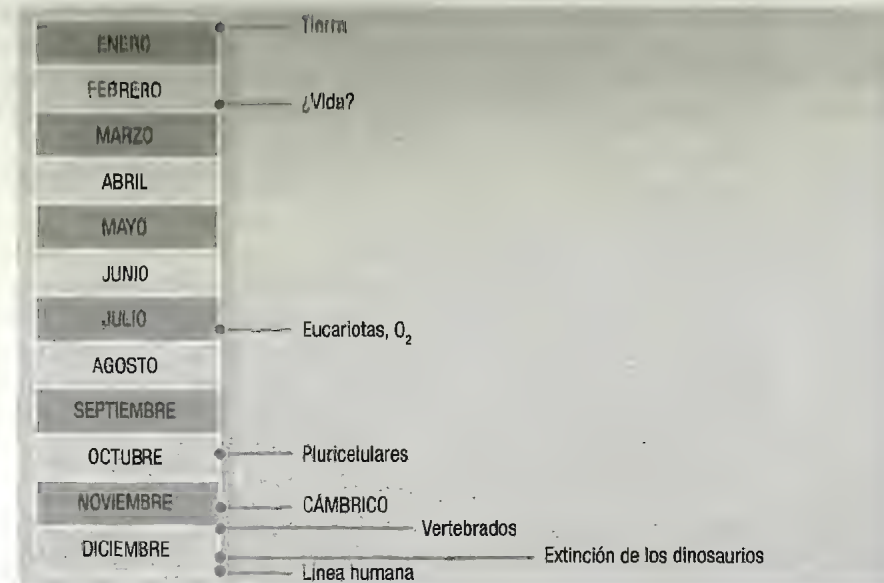 ENERO
Tierra
FEBRERO
¿Vida?
MARZO
ABRIL
MAYO
JUNIO
JULIO
Eucariotas, O₂
AGOSTO
SEPTIEMBRE
OCTUBRE
Pluricelulares
NOVIEMBRE
CÁMBRICO
Vertebrados
DICIEMBRE
Extinción de los dinosaurios
Línea humana